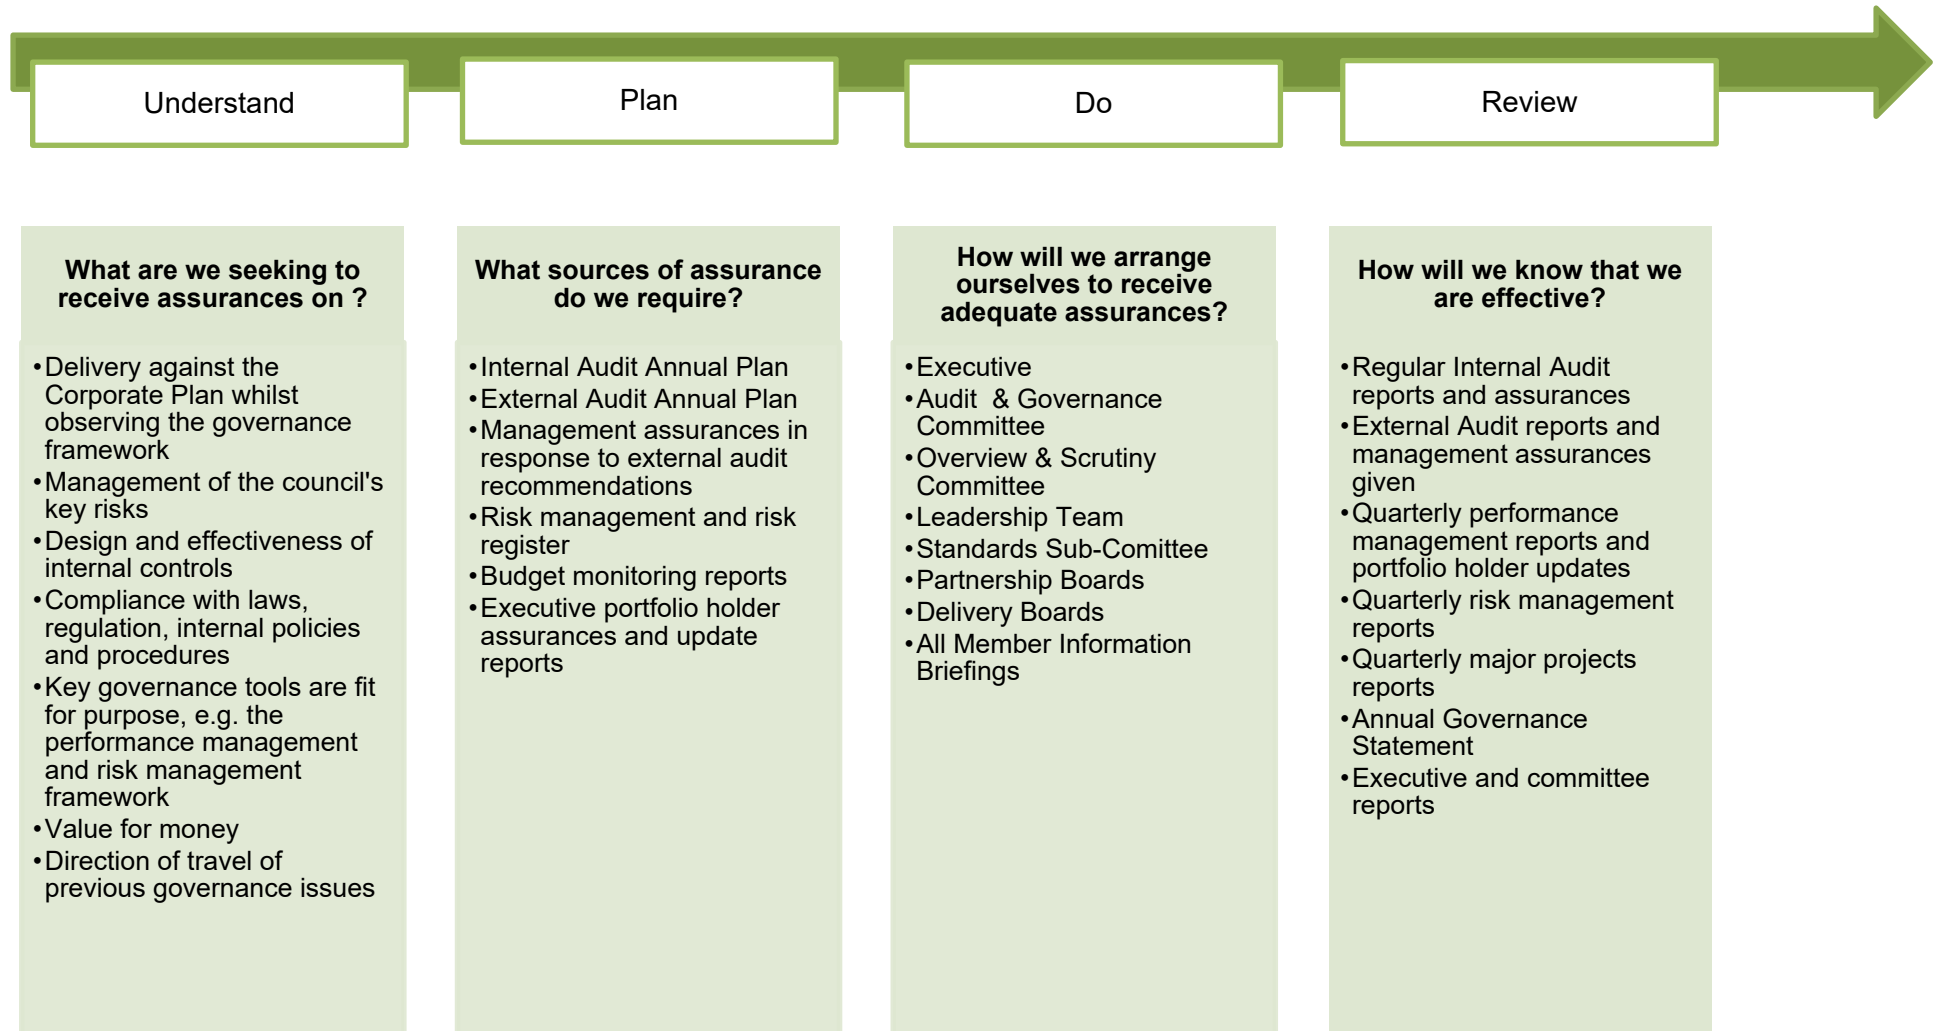 Understand
Plan
Do
Review
What are we seeking to
receive assurances on ?
•Delivery against the
Corporate Plan whilst
observing the governance
framework
•Management of the council's
key risks
•Design and effectiveness of
internal controls
•Compliance with laws,
regulation, internal policies
and procedures
•Key governance tools are fit
for purpose, e.g. the
performance management
and risk management
framework
•Value for money
•Direction of travel of
previous governance issues
What sources of assurance
do we require?
•Internal Audit Annual Plan
•External Audit Annual Plan
•Management assurances in
response to external audit
recommendations
•Risk management and risk
register
•Budget monitoring reports
•Executive portfolio holder
assurances and update
reports
How will we arrange
ourselves to receive
adequate assurances?
•Executive
•Audit  & Governance
Committee
•Overview & Scrutiny
Committee
•Leadership Team
•Standards Sub-Comittee
•Partnership Boards
•Delivery Boards
•All Member Information
Briefings
How will we know that we
are effective?
•Regular Internal Audit
reports and assurances
•External Audit reports and
management assurances
given
•Quarterly performance
management reports and
portfolio holder updates
•Quarterly risk management
reports
•Quarterly major projects
reports
•Annual Governance
Statement
•Executive and committee
reports